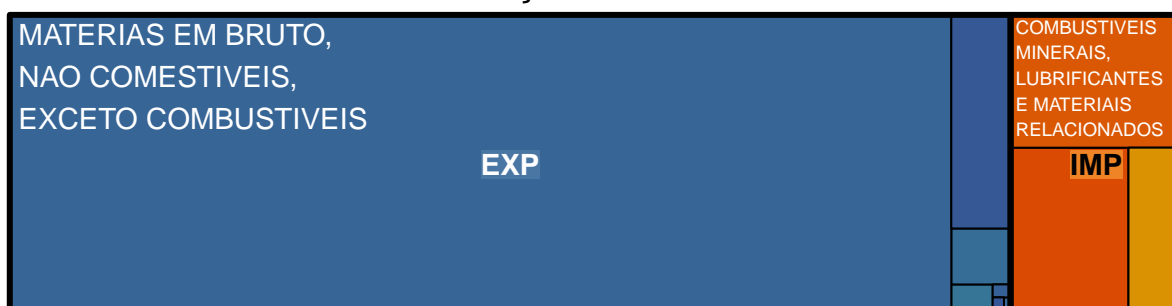 MATERIAS EM BRUTO,
NAO COMESTIVEIS,
EXCETO COMBUSTIVEIS
EXP
COMBUSTIVEIS
MINERAIS,
LUBRIFICANTES
E MATERIAIS
RELACIONADOS
IMP